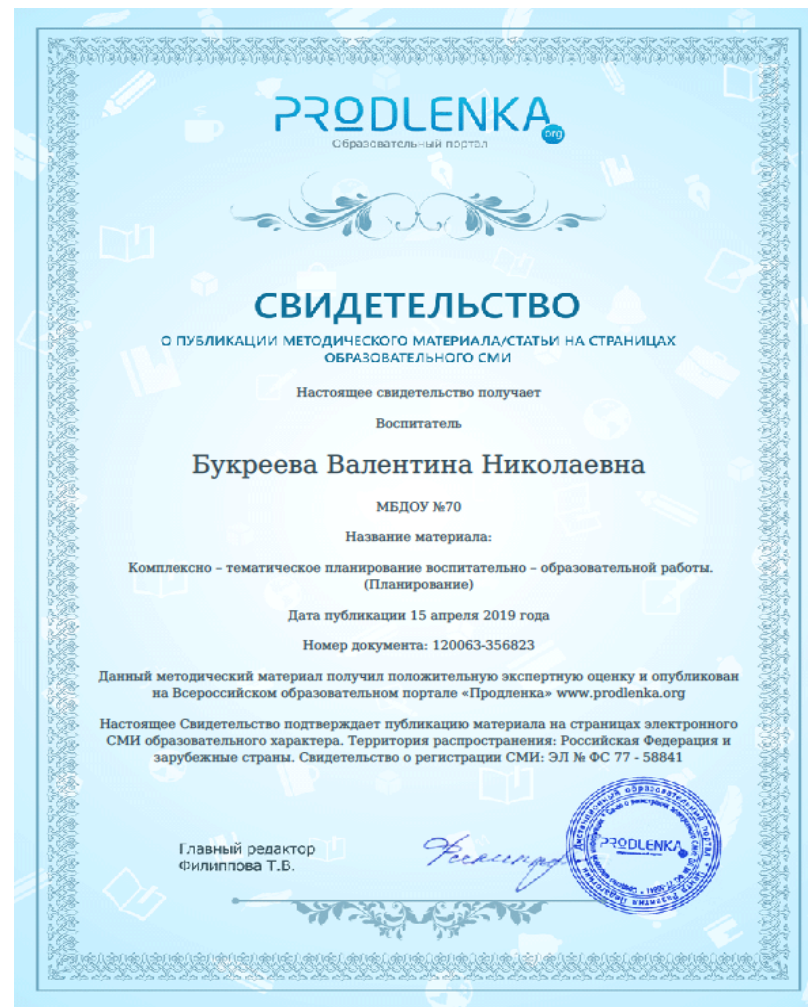 PRODLENKA.org
Образовательный портал
СВИДЕТЕЛЬСТВО
О ПУБЛИКАЦИИ МЕТОДИЧЕСКОГО МАТЕРИАЛА/СТАТЬИ НА СТРАНИЦАХ
ОБРАЗОВАТЕЛЬНОГО СМИ
Настоящее свидетельство получает
Воспитатель
Букреева Валентина Николаевна
МБДОУ №70
Название материала:
Комплексно – тематическое планирование воспитательно – образовательной работы.
(Планирование)
Дата публикации 15 апреля 2019 года
Номер документа: 120063-356823
Данный методический материал получил положительную экспертную оценку и опубликован
на Всероссийском образовательном портале «Продленка» www.prodlenka.org
Настоящее Свидетельство подтверждает публикацию материала на страницах электронного
СМИ образовательного характера. Территория распространения: Российская Федерация и
зарубежные страны. Свидетельство о регистрации СМИ: ЭЛ № ФС 77 - 58841
Главный редактор
Филиппова Т.В.
PRODLENKA